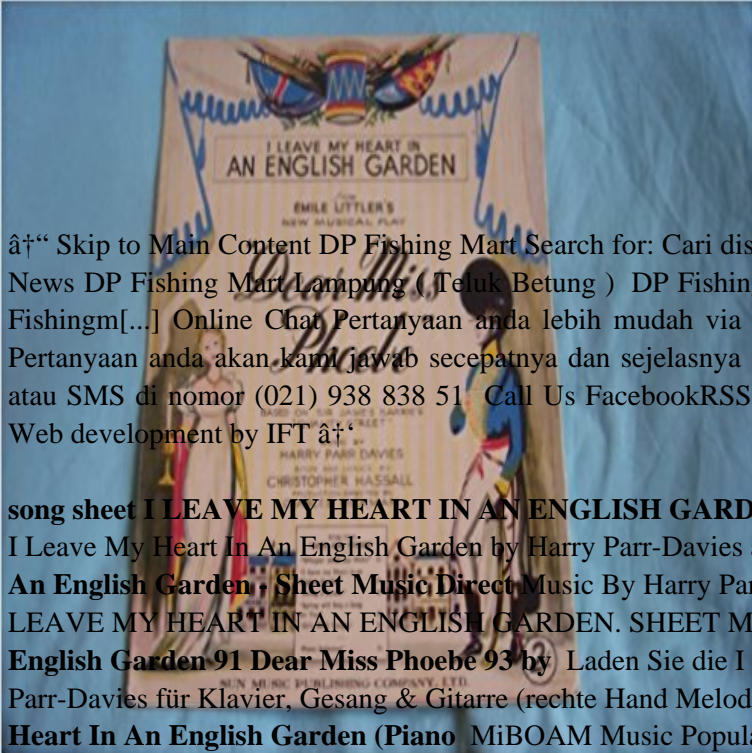 I LEAVE MY HEART IN
AN ENGLISH GARDEN
from
EMILE LITTLER'S
NEW MUSICAL PLAY
Dear Miss
Phoebe
HARRY PARR DAVIES
CHRISTOPHER HASSALL
SUN MUSIC PUBLISHING COMPANY, LTD.
â†“ Skip to Main Content DP Fishing Mart Search for: Cari dis
News DP Fishing Mart Lampung ( Teluk Betung ) DP Fishin
Fishingm[...] Online Chat Pertanyaan anda lebih mudah via
Pertanyaan anda akan kami jawab secepatnya dan sejelasnya
atau SMS di nomor (021) 938 838 51 Call Us FacebookRSS
Web development by IFT â†‘
song sheet I LEAVE MY HEART IN AN ENGLISH GARD
I Leave My Heart In An English Garden by Harry Parr-Davies
An English Garden - Sheet Music Direct Music By Harry Par
LEAVE MY HEART IN AN ENGLISH GARDEN. SHEET M
English Garden 91 Dear Miss Phoebe 93 by Laden Sie die I
Parr-Davies für Klavier, Gesang & Gitarre (rechte Hand Melod
Heart In An English Garden (Piano MiBOAM Music Popul